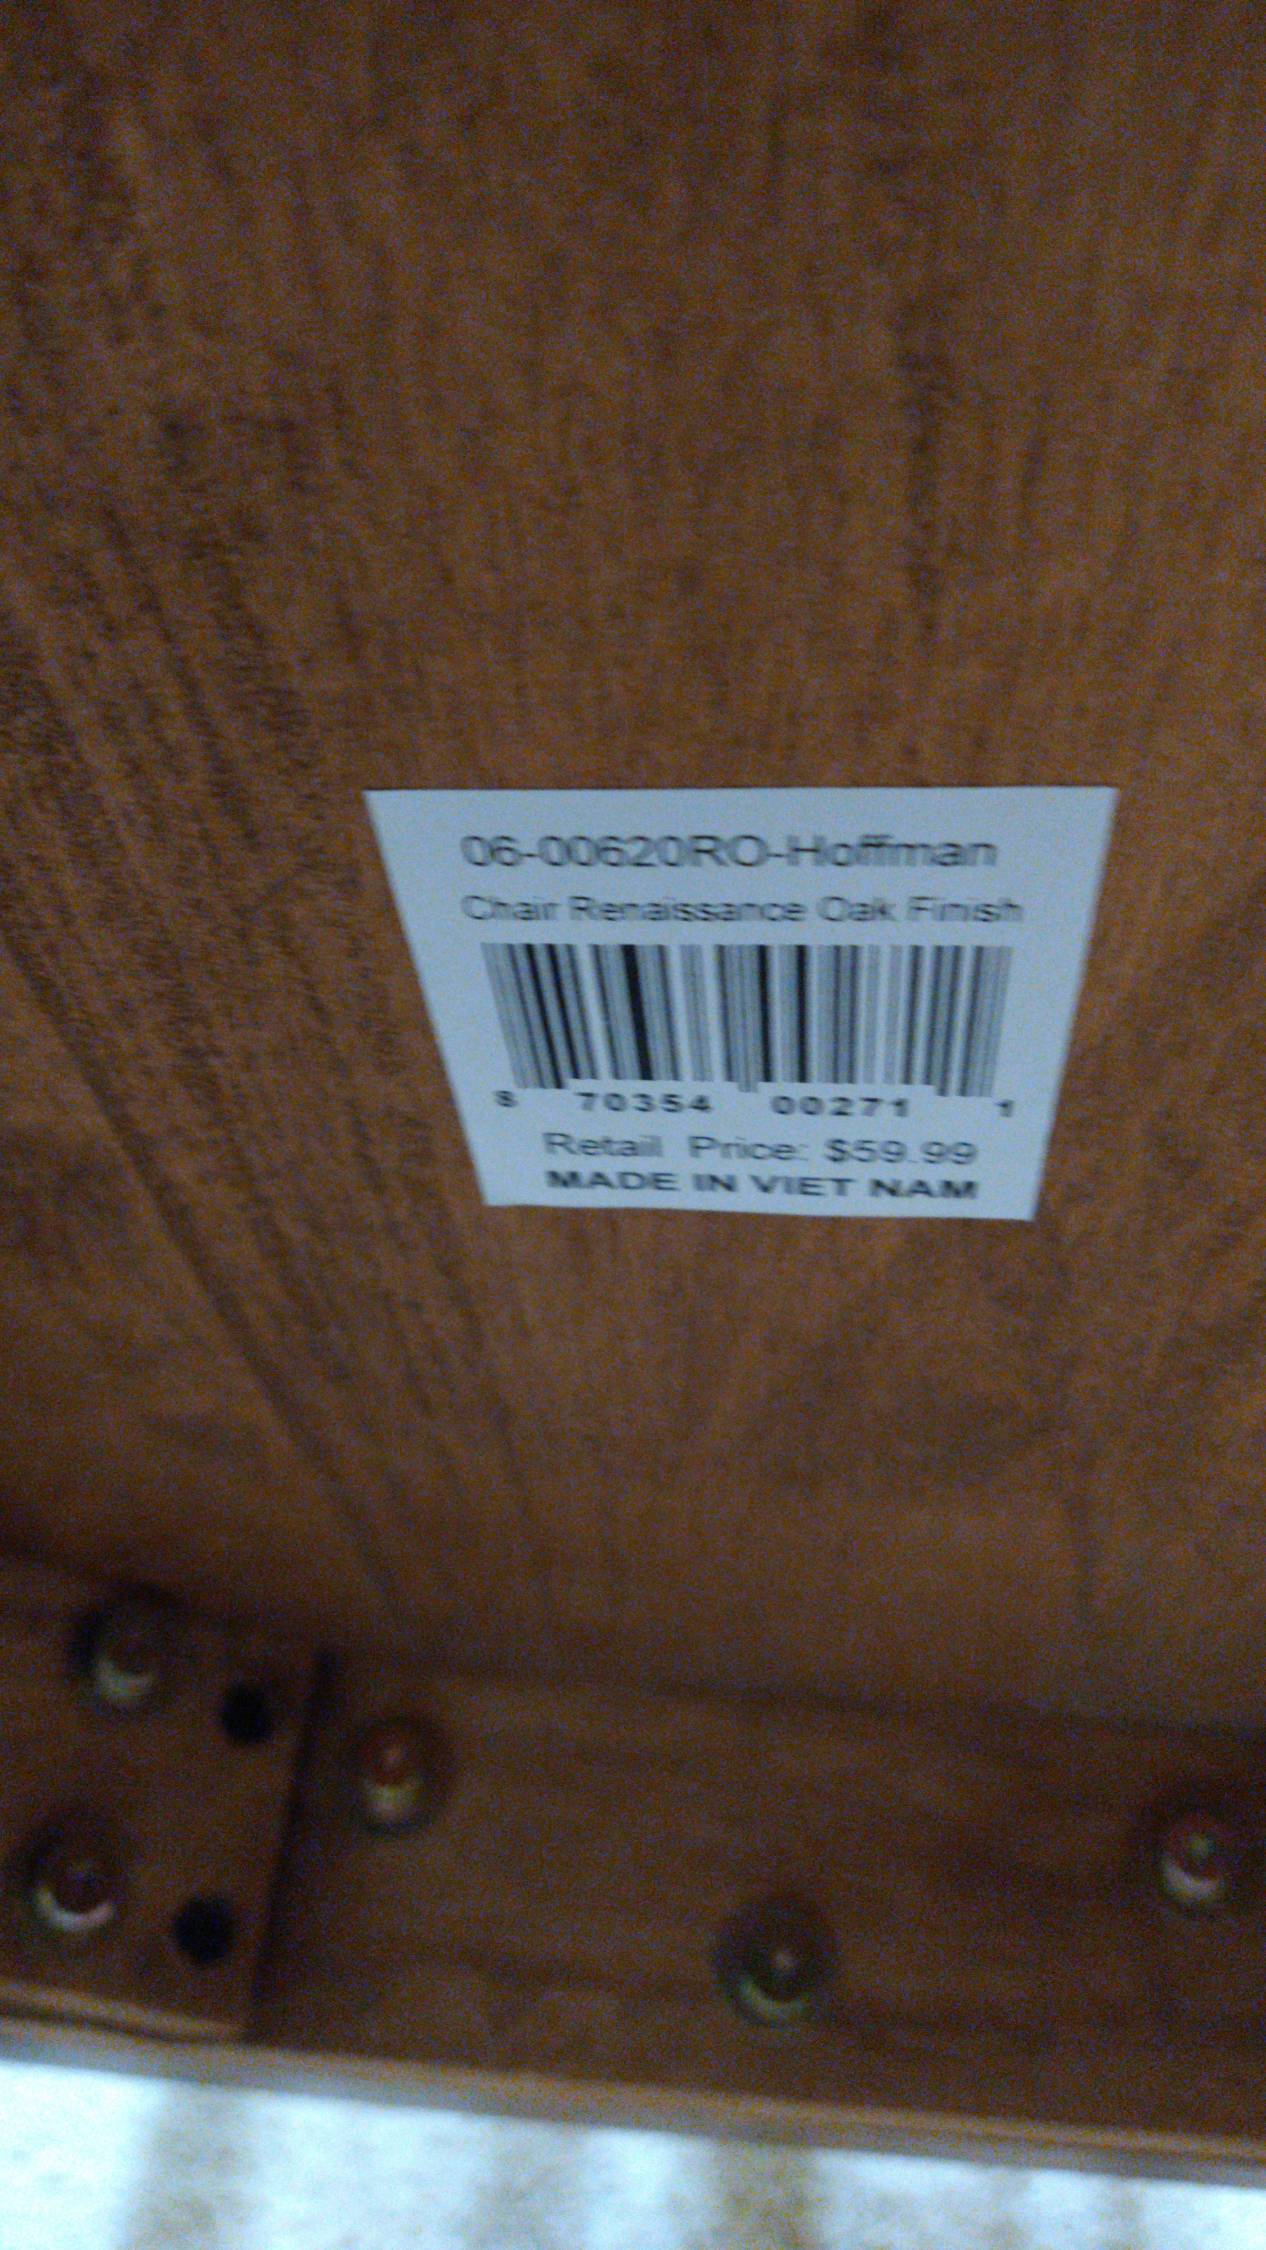 06-00620RO-Hoffman
Chair Renaissance Oak Finish
8 70354 00271 1
Retail Price: $59.99
MADE IN VIET NAM